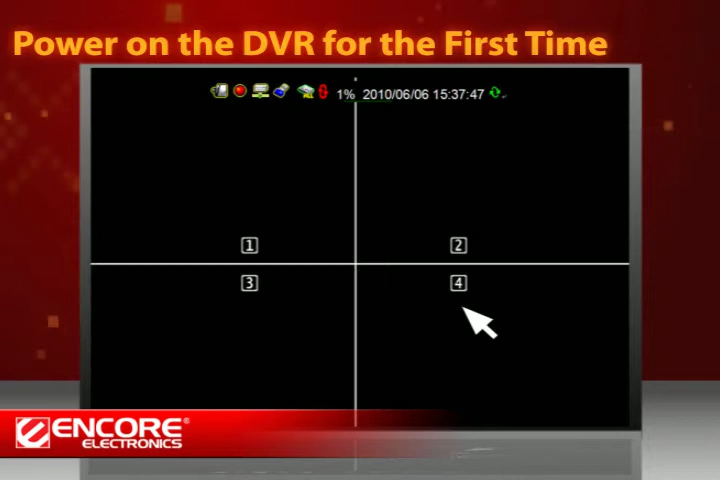 Power on the DVR for the First Time
1% 2010/06/06 15:37:47
1 2
3 4
ENCORE®
ELECTRONICS